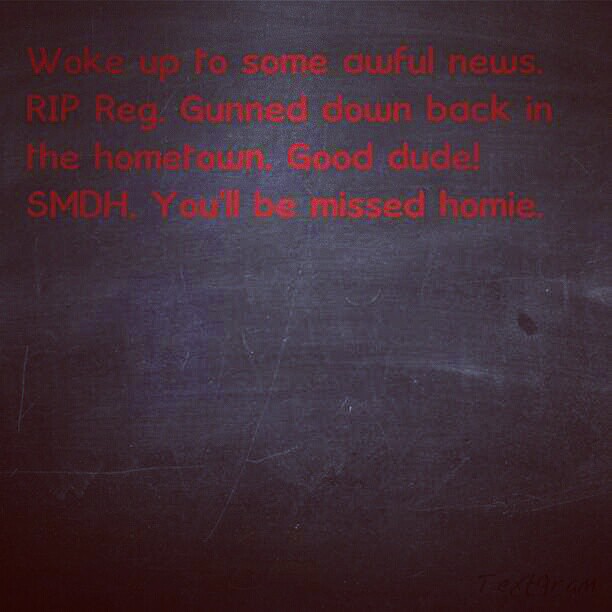 Woke up to some awful news.
RIP Reg. Gunned down back in
the hometown. Good dude!
SMDH. You'll be missed homie.
Textgram